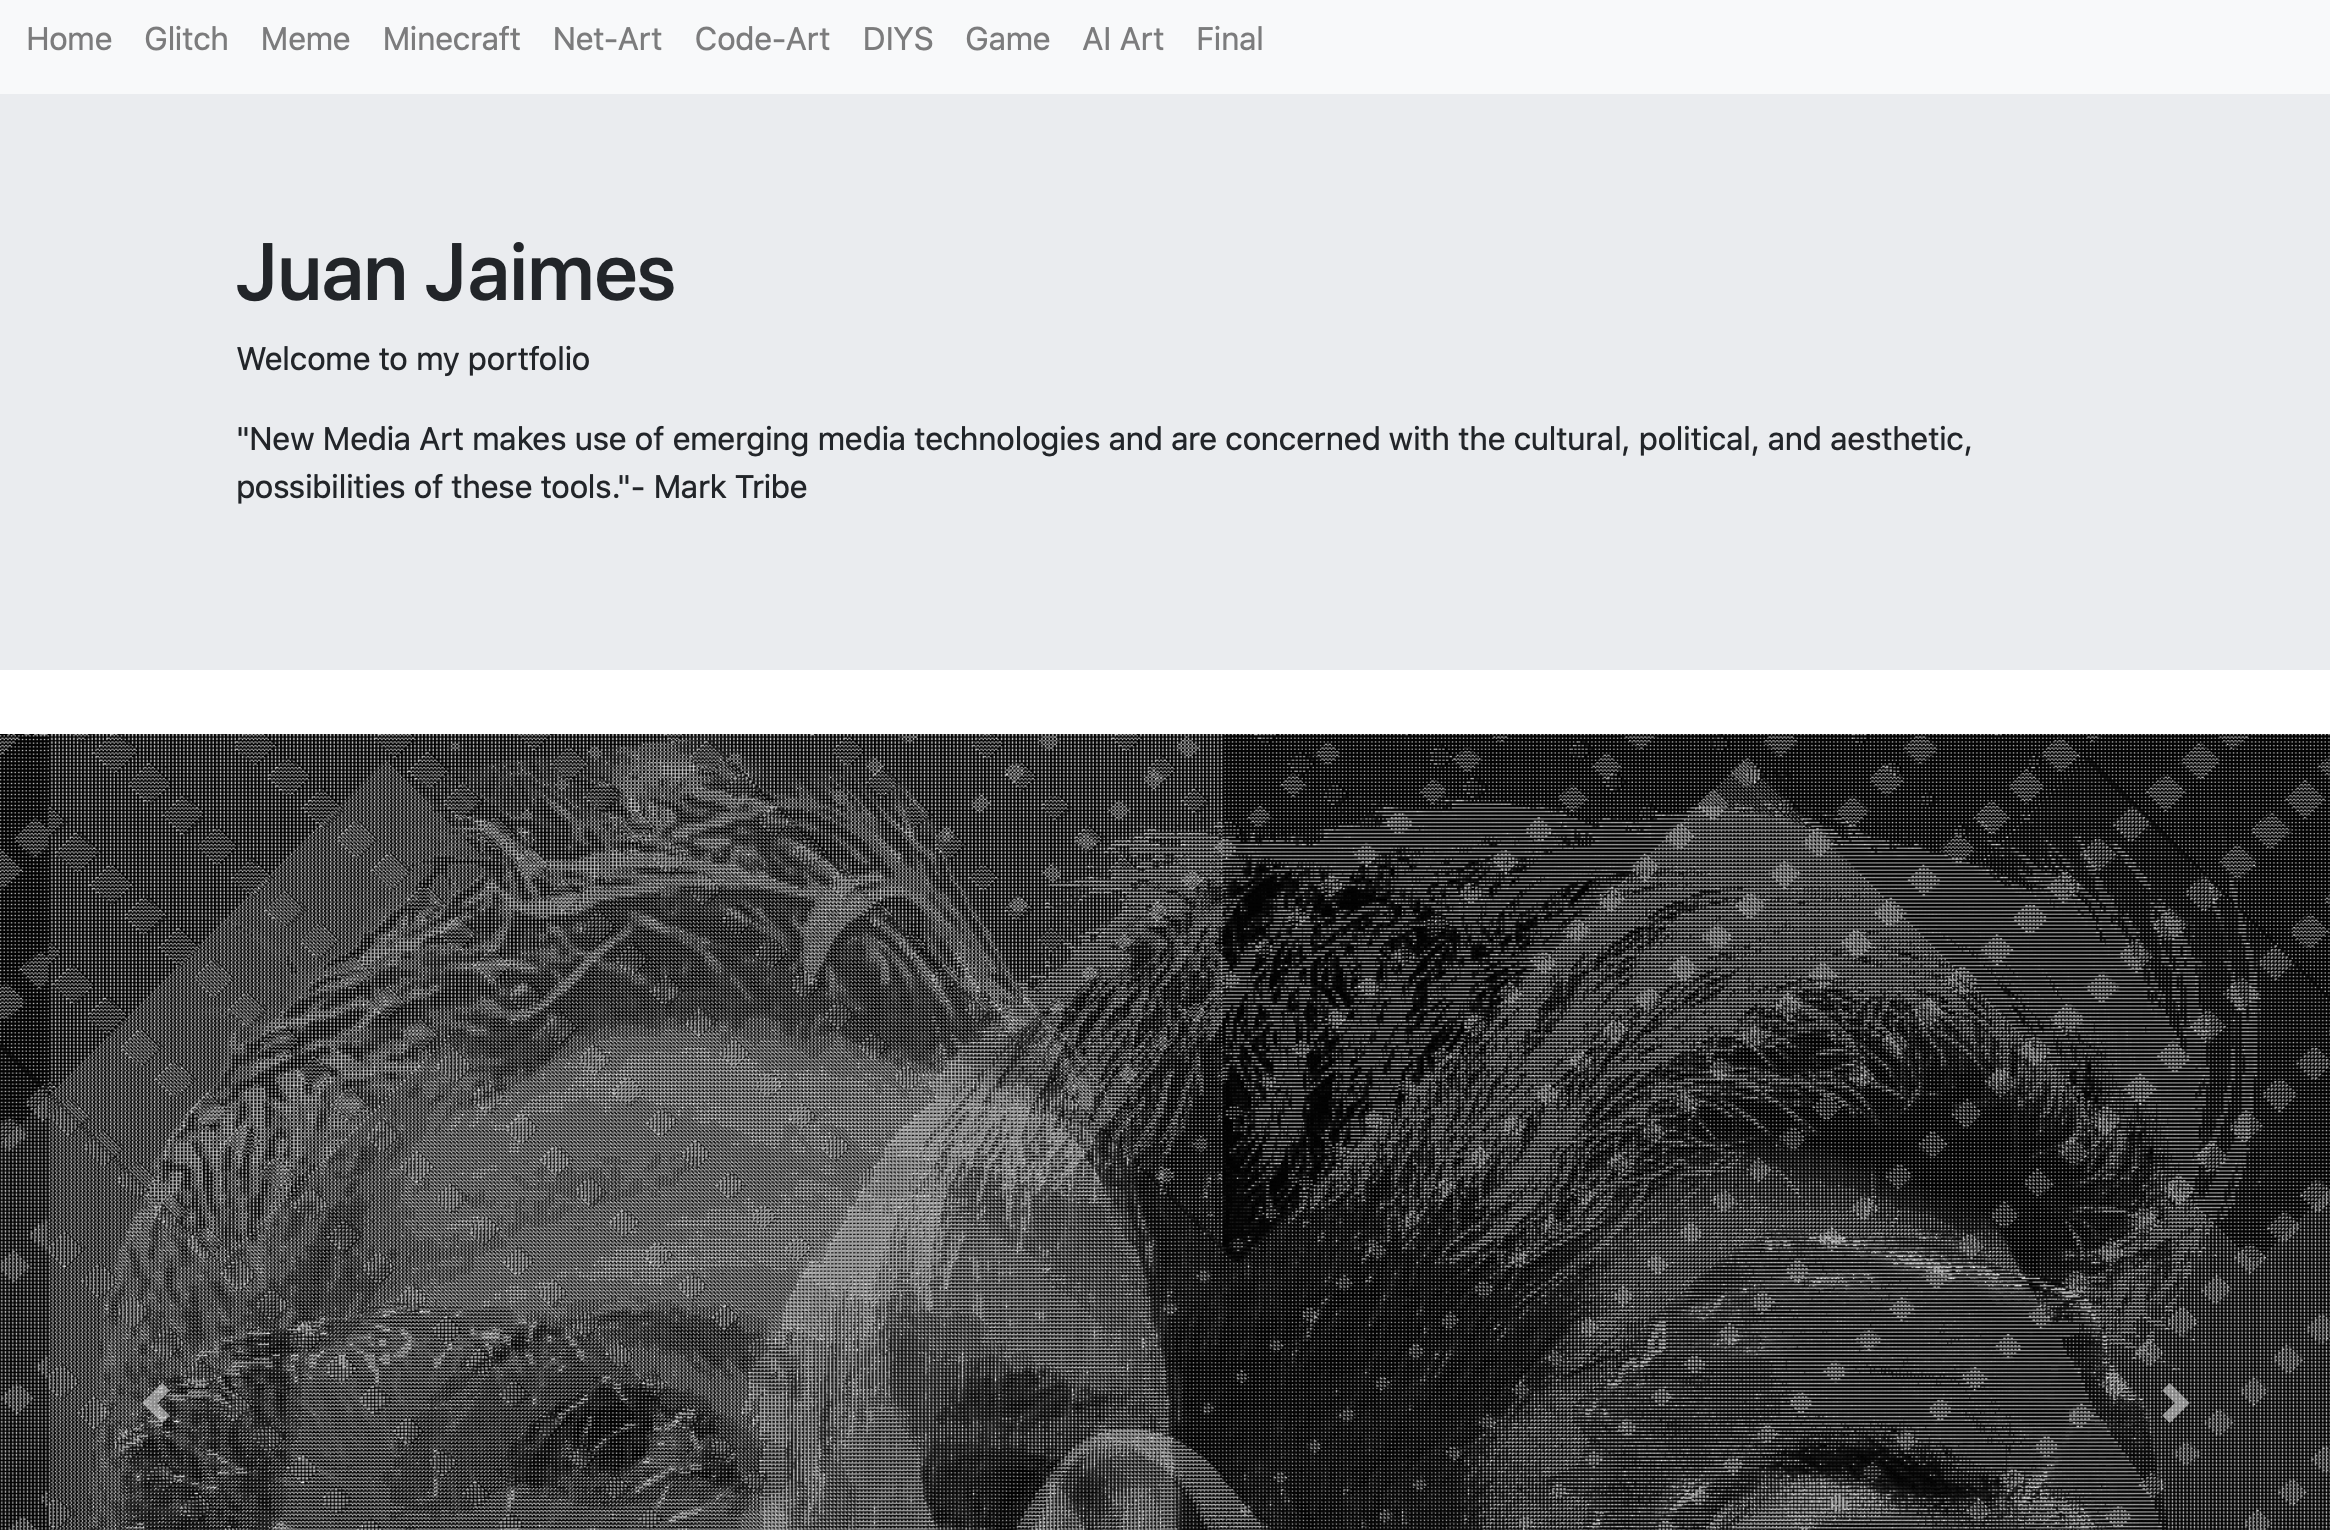 Home Glitch Meme Minecraft Net-Art Code-Art DIYS Game AI Art Final
Juan Jaimes
Welcome to my portfolio
"New Media Art makes use of emerging media technologies and are concerned with the cultural, political, and aesthetic,
possibilities of these tools."- Mark Tribe